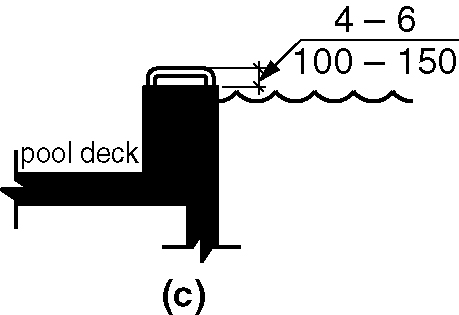 4 – 6
100 – 150
pool deck
(c)